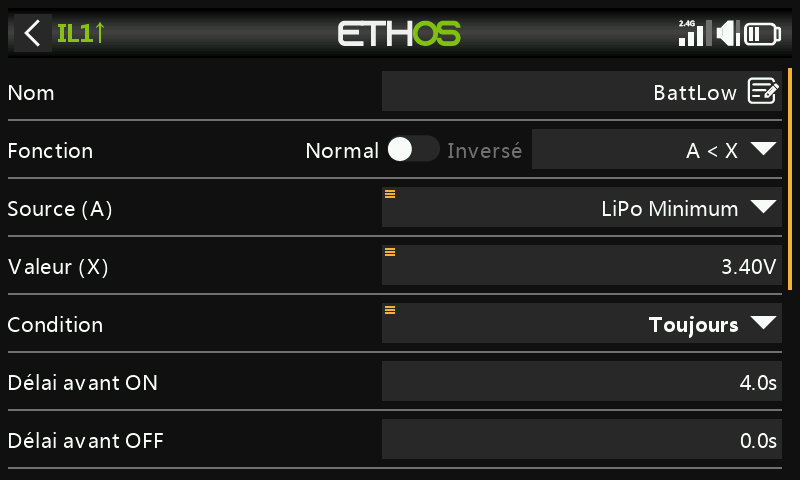 IL1↑ ETHOS 2.4G
Nom BattLow
Fonction Normal Inversé A < X
Source (A) LiPo Minimum
Valeur (X) 3.40V
Condition Toujours
Délai avant ON 4.0s
Délai avant OFF 0.0s